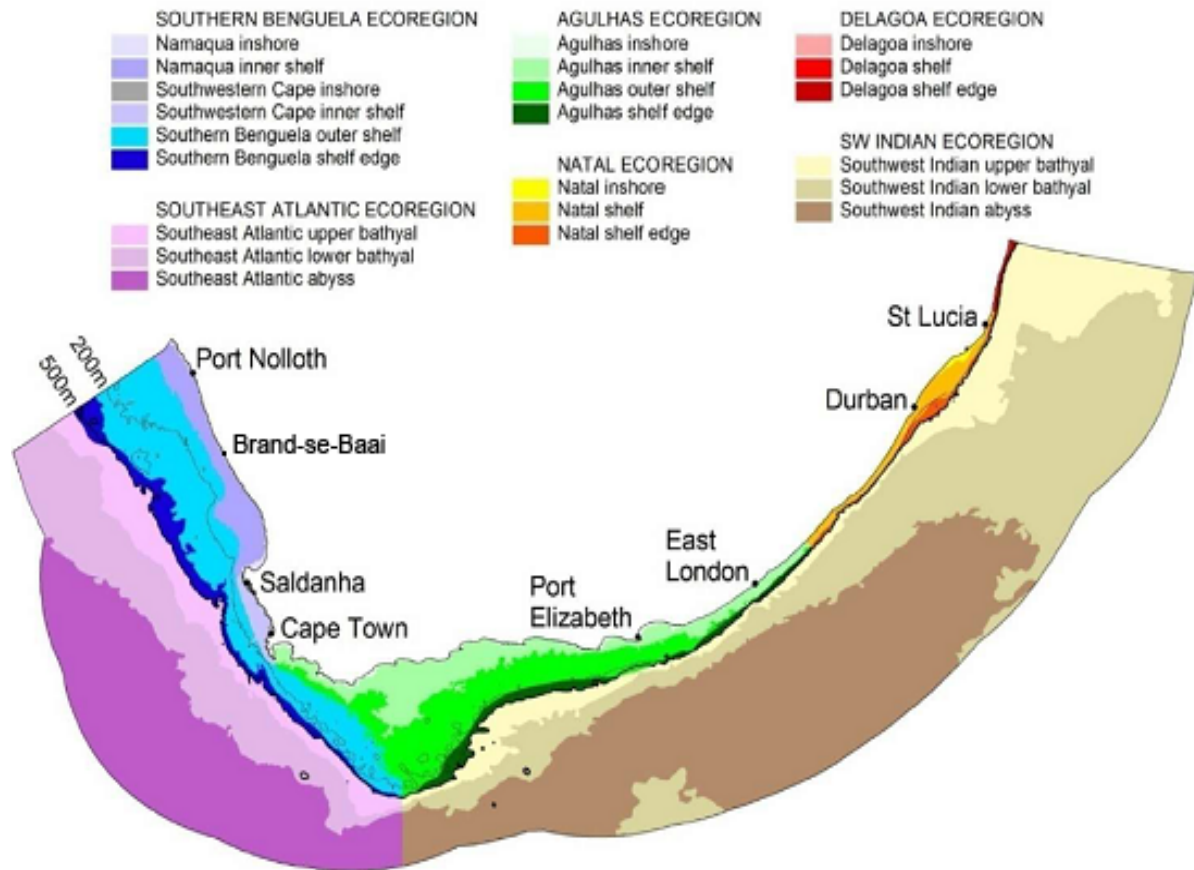 SOUTHERN BENGUELA ECOREGION
Namaqua inshore
Namaqua inner shelf
Southwestern Cape inshore
Southwestern Cape inner shelf
Southern Benguela outer shelf
Southern Benguela shelf edge
SOUTHEAST ATLANTIC ECOREGION
Southeast Atlantic upper bathyal
Southeast Atlantic lower bathyal
Southeast Atlantic abyss
AGULHAS ECOREGION
Agulhas inshore
Agulhas inner shelf
Agulhas outer shelf
Agulhas shelf edge
NATAL ECOREGION
Natal inshore
Natal shelf
Natal shelf edge
DELAGOA ECOREGION
Delagoa inshore
Delagoa shelf
Delagoa shelf edge
SW INDIAN ECOREGION
Southwest Indian upper bathyal
Southwest Indian lower bathyal
Southwest Indian abyss
200m
500m
Port Nolloth
Brand-se-Baai
Saldanha
Cape Town
Port
Elizabeth
East
London
Durban
St Lucia